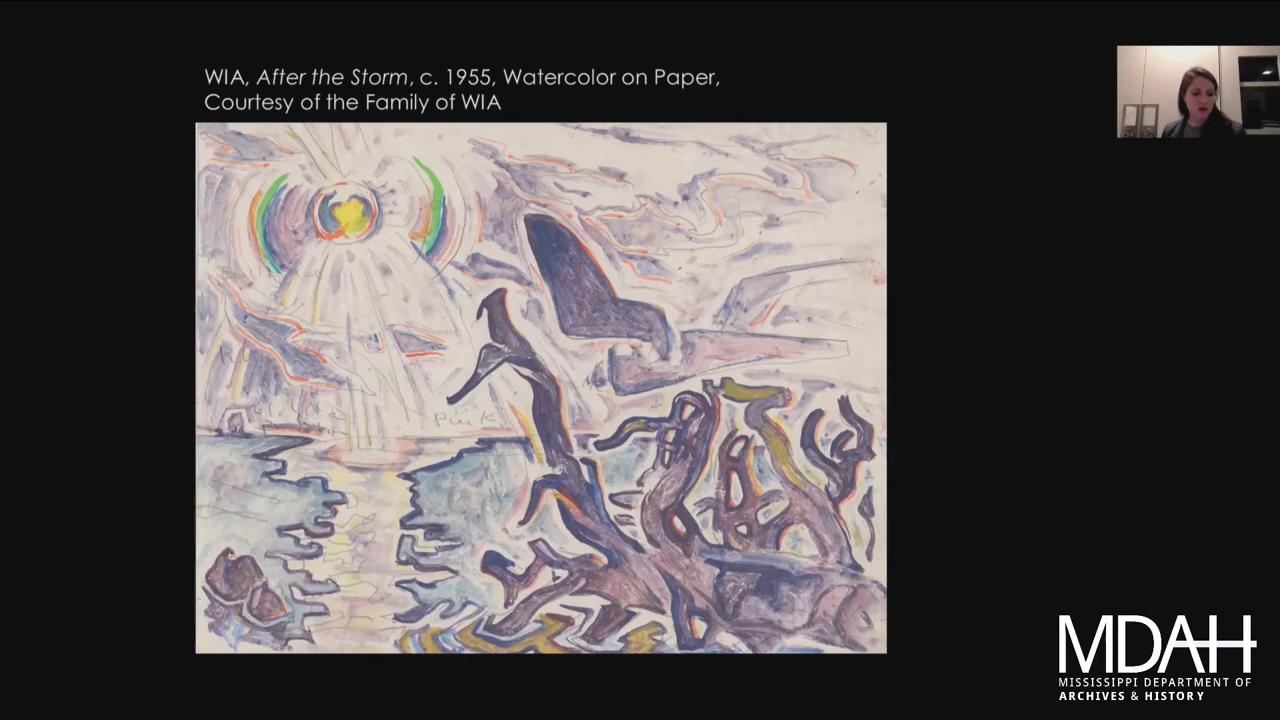 WIA, After the Storm, c. 1955, Watercolor on Paper,
Courtesy of the Family of WIA
Pink
MDAH
MISSISSIPPI DEPARTMENT OF
ARCHIVES & HISTORY